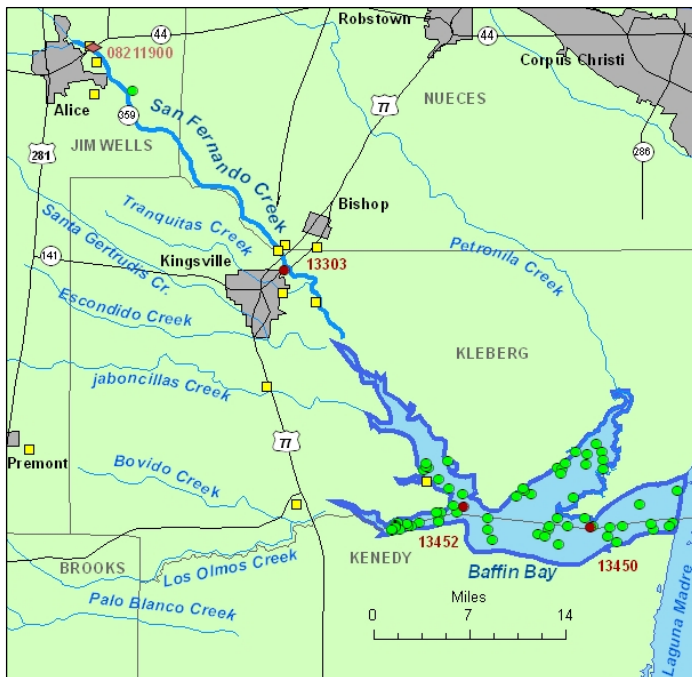 44
Robstown
44
08211900
Corpus Christi
77
NUECES
Alice
359
San Fernando Creek
JIM WELLS
281
286
Tranquitas Creek
Bishop
Santa Gertrudis Cr.
Petronila Creek
141
Kingsville
13303
Escondido Creek
KLEBERG
jaboncillas Creek
77
Premont
Bovido Creek
13452
KENEDY
13450
BROOKS
Los Olmos Creek
Baffin Bay
Palo Blanco Creek
Miles
0 7 14
Laguna Madre